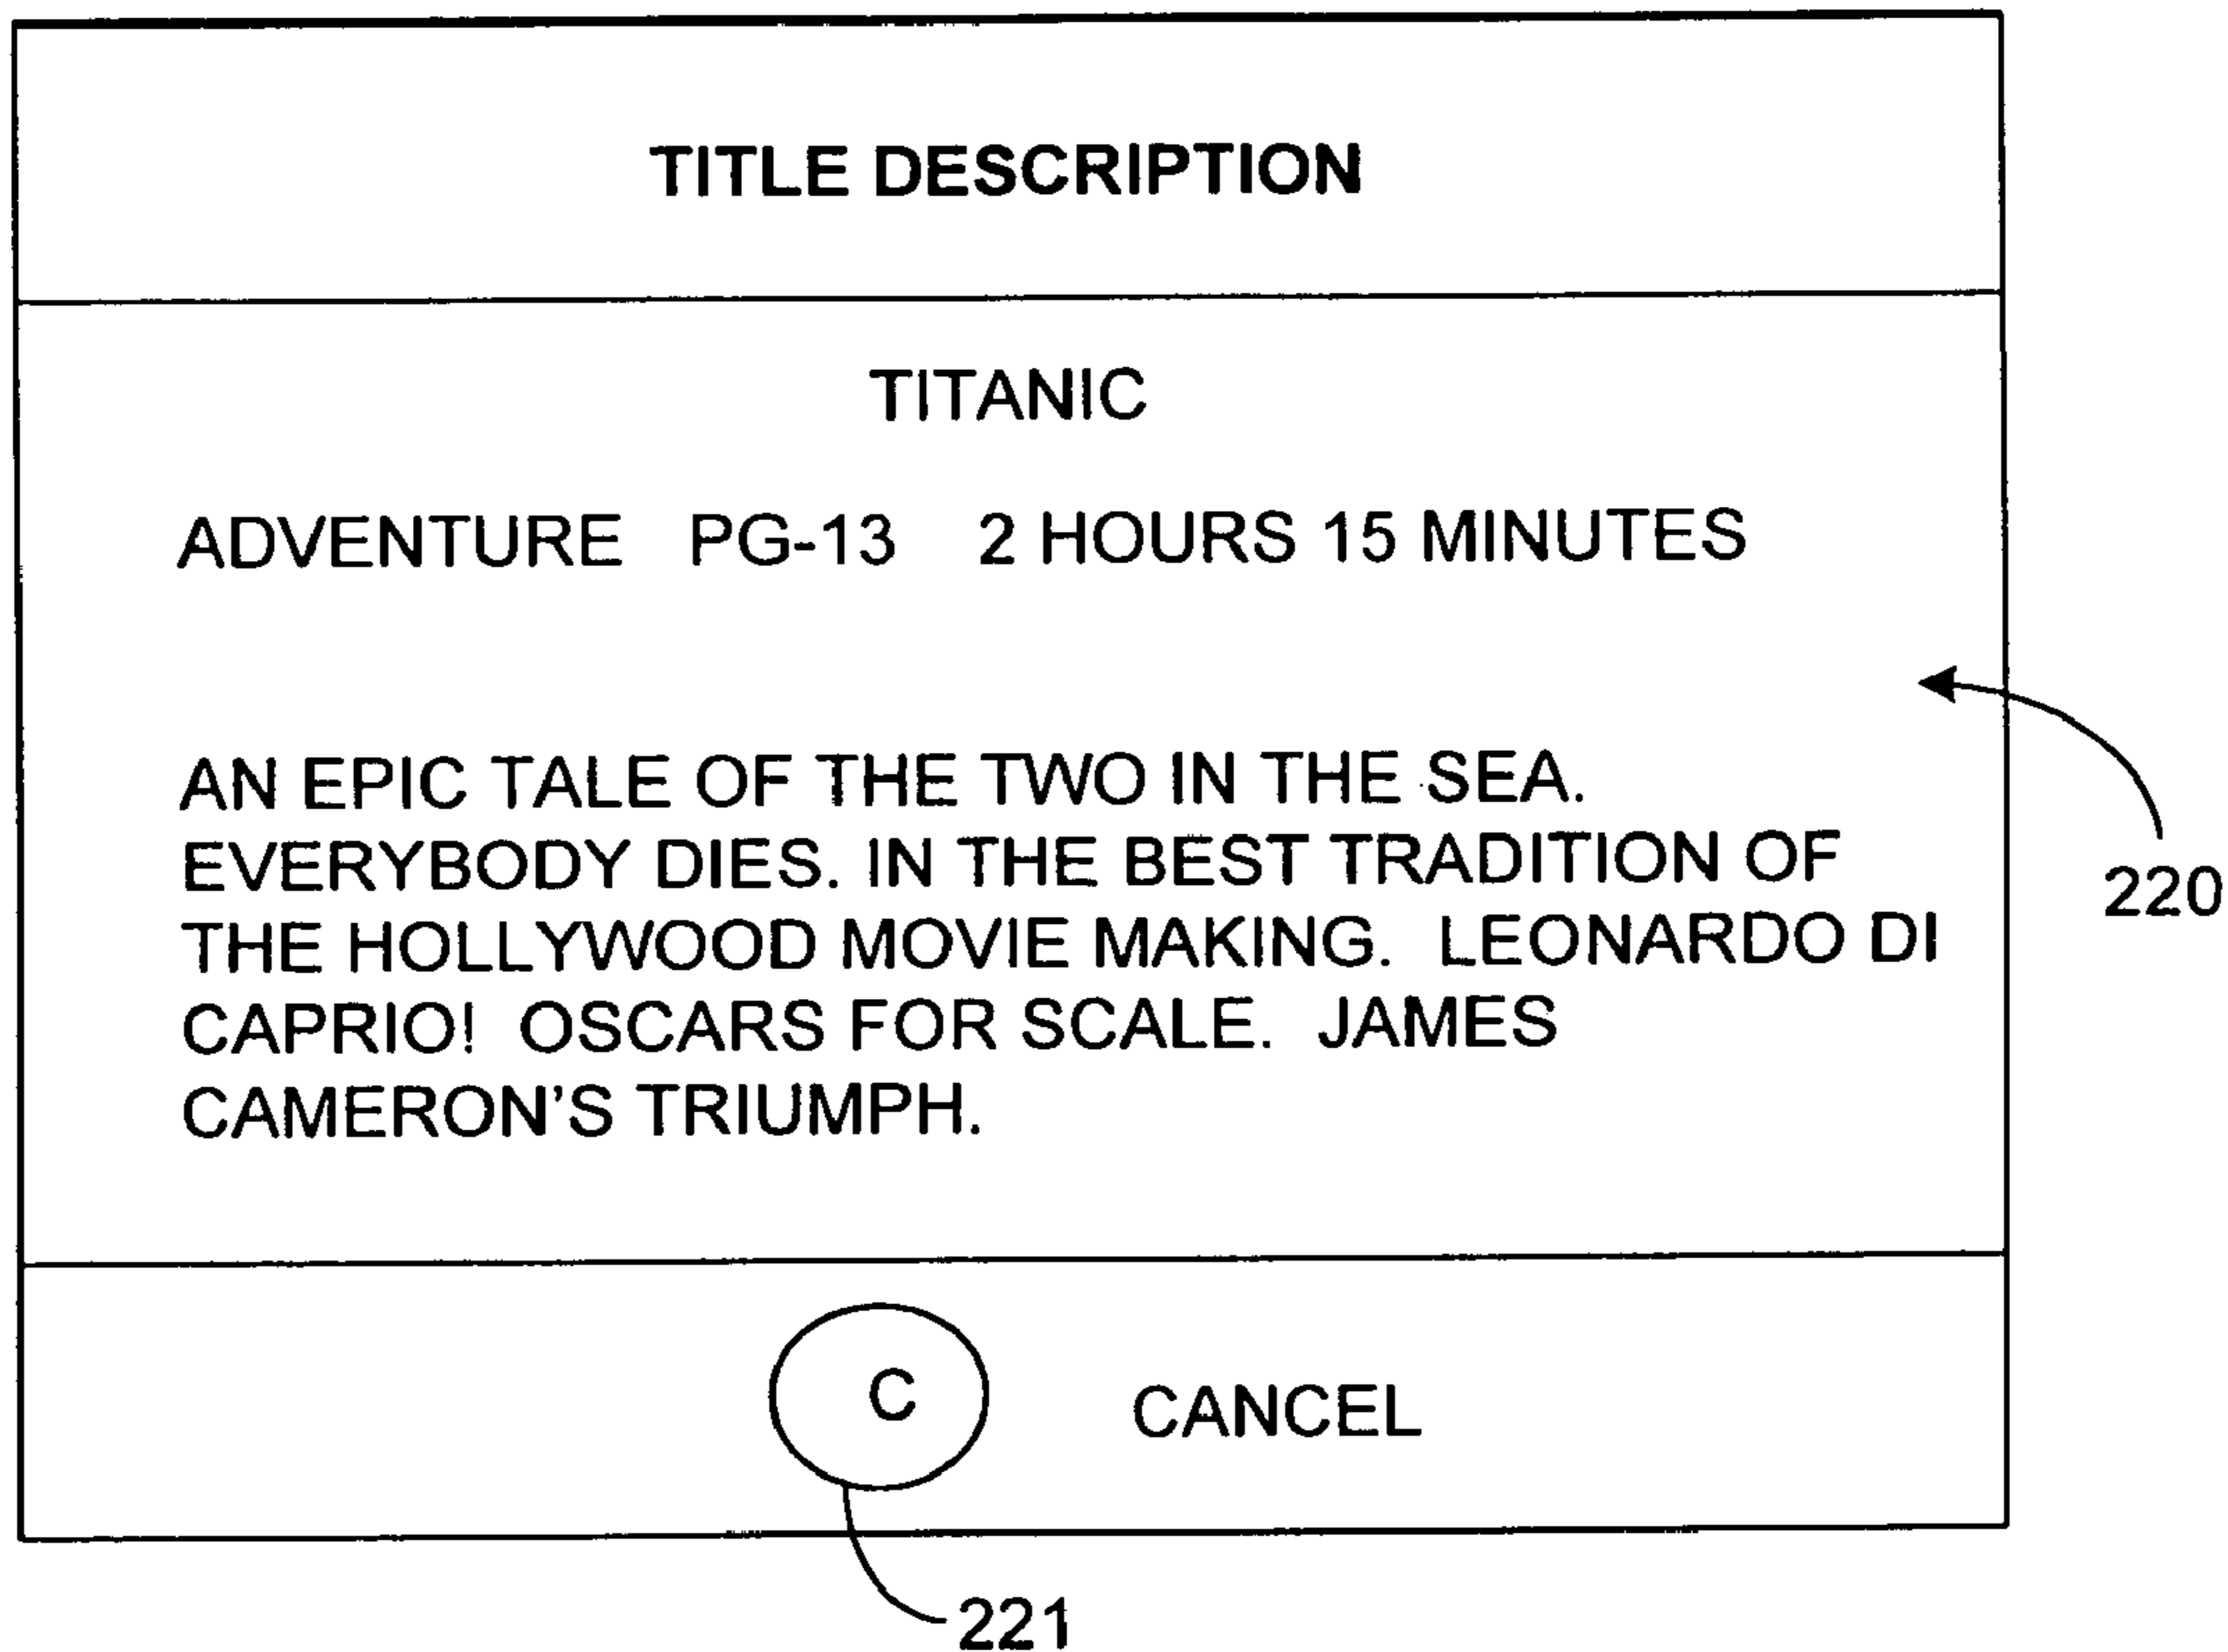 TITLE DESCRIPTION
TITANIC
ADVENTURE PG-13 2 HOURS 15 MINUTES
AN EPIC TALE OF THE TWO IN THE SEA.
EVERYBODY DIES. IN THE BEST TRADITION OF
THE HOLLYWOOD MOVIE MAKING. LEONARDO DI
CAPRIO! OSCARS FOR SCALE. JAMES
CAMERON'S TRIUMPH.
220
C CANCEL
221